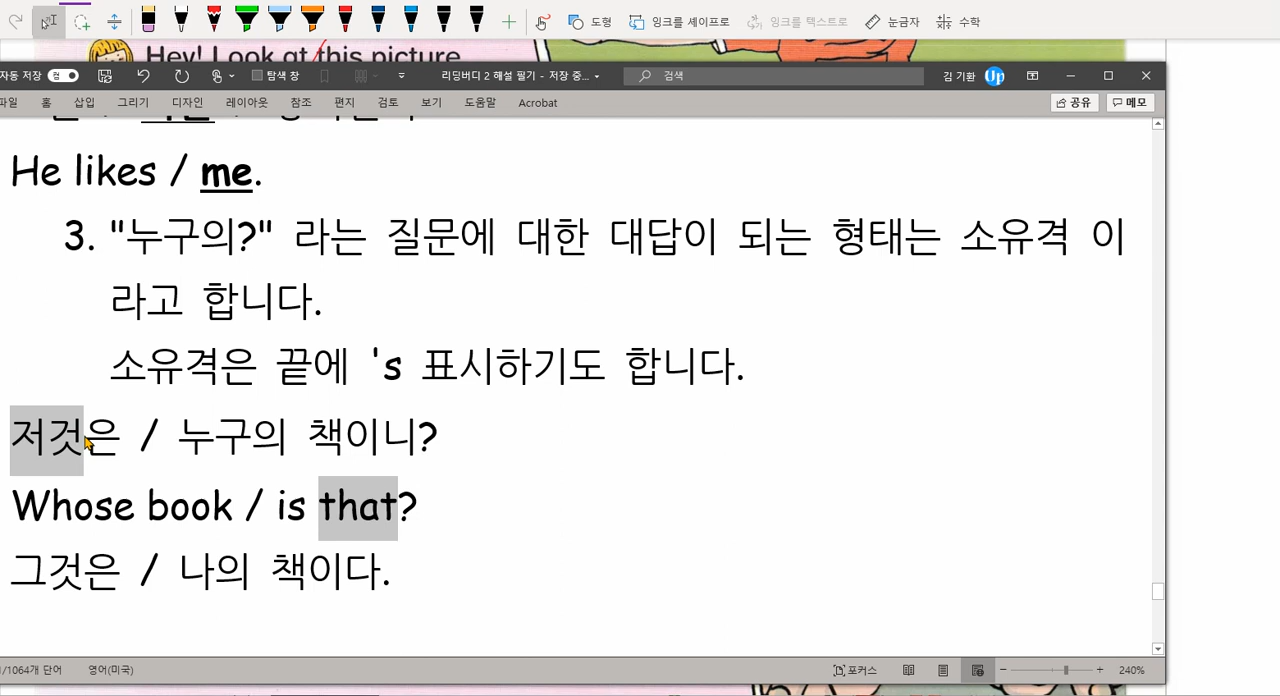 도형 잉크를 셰이프로 잉크를 텍스트로 눈금자 수학
Hey! Look at this picture
자동 저장 컴 탐색 창 리딩버디 2 해설 필기 - 저장 중... 검색 김 기환 Up
파일 홈 삽입 그리기 디자인 레이아웃 참조 편지 검토 보기 도움말 Acrobat 공유 메모
He likes / me.
3. "누구의?" 라는 질문에 대한 대답이 되는 형태는 소유격 이
라고 합니다.
소유격은 끝에 's 표시하기도 합니다.
저것은 / 누구의 책이니?
Whose book / is that?
그것은 / 나의 책이다.
/1064개 단어 영어(미국) 포커스 240%